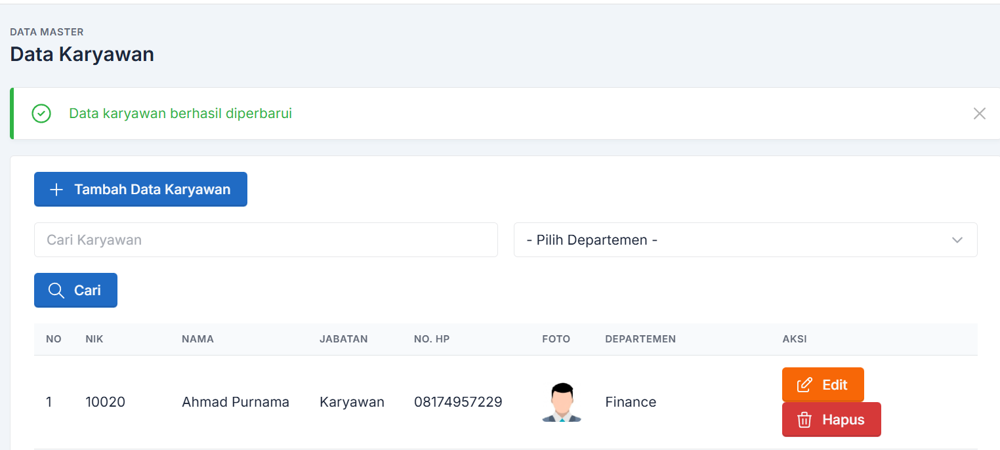 DATA MASTER
Data Karyawan
Data karyawan berhasil diperbarui
Tambah Data Karyawan
Cari Karyawan
- Pilih Departemen -
Cari
NO NIK NAMA JABATAN NO. HP FOTO DEPARTEMEN AKSI
1 10020 Ahmad Purnama Karyawan 08174957229 Finance
Edit
Hapus